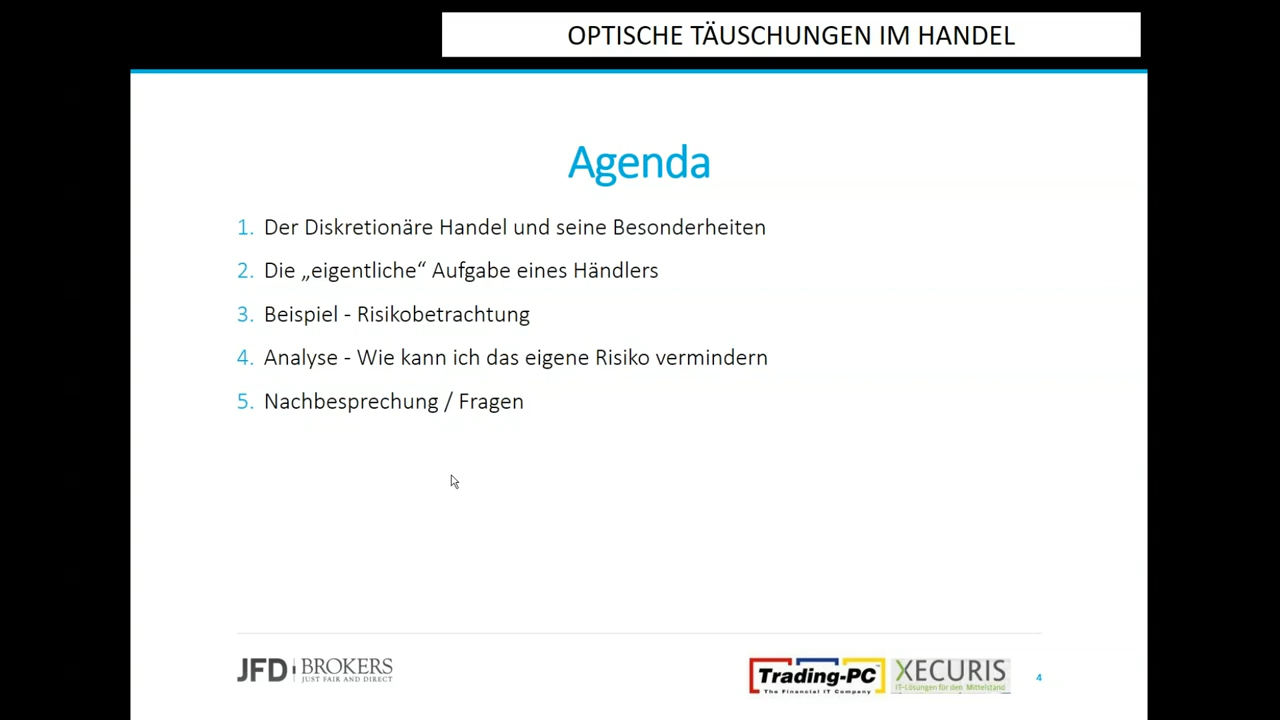 OPTISCHE TÄUSCHUNGEN IM HANDEL
Agenda
1. Der Diskretionäre Handel und seine Besonderheiten
2. Die „eigentliche“ Aufgabe eines Händlers
3. Beispiel - Risikobetrachtung
4. Analyse - Wie kann ich das eigene Risiko vermindern
5. Nachbesprechung / Fragen
JFD BROKERS
JUST FAIR AND DIRECT
Trading-PC
The Financial IT Company
XECURIS
IT-Lösungen für den Mittelstand
4